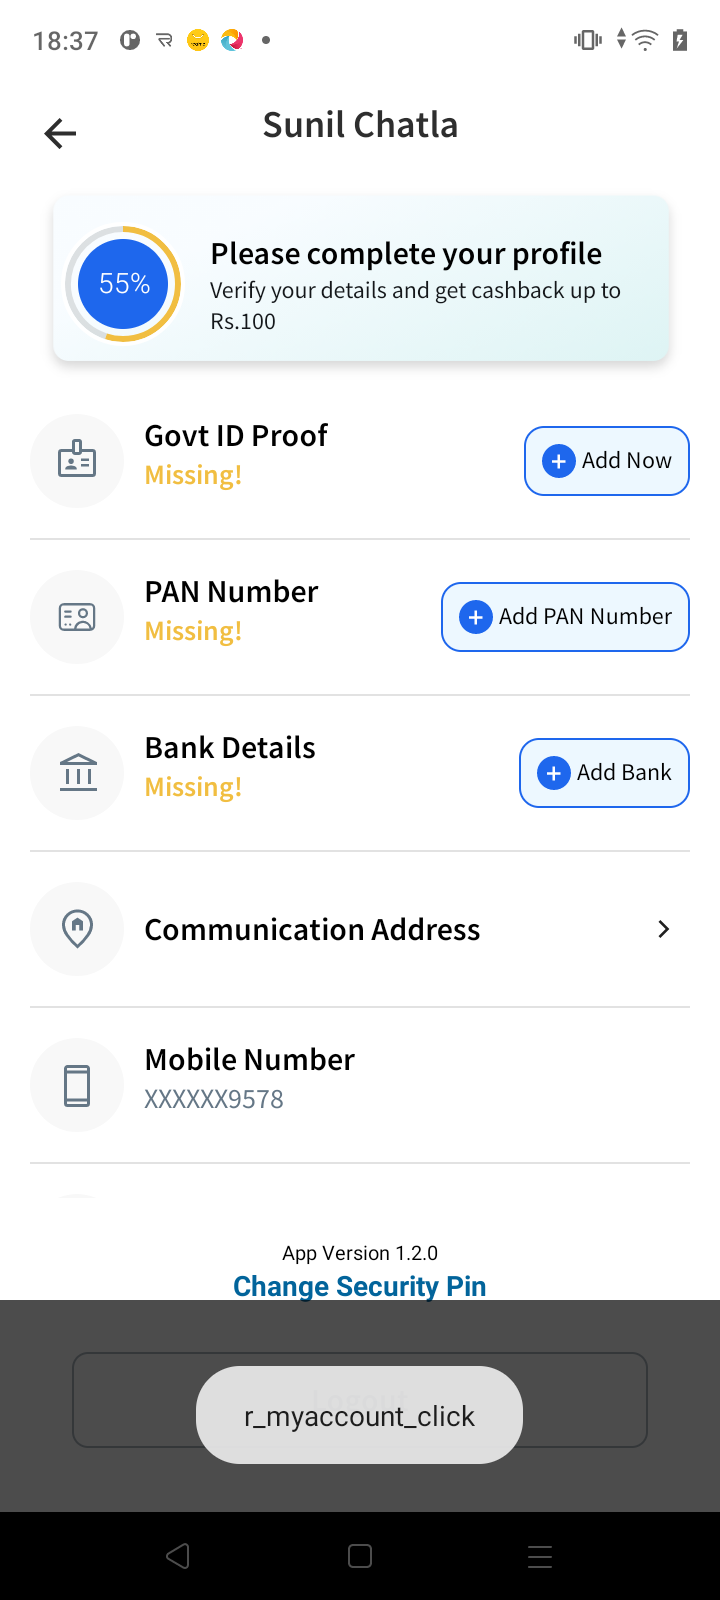 18:37
Sunil Chatla
55%
Please complete your profile
Verify your details and get cashback up to
Rs.100
Govt ID Proof
Missing!
Add Now
PAN Number
Missing!
Add PAN Number
Bank Details
Missing!
Add Bank
Communication Address
Mobile Number
XXXXXX9578
App Version 1.2.0
Change Security Pin
Logout
r_myaccount_click